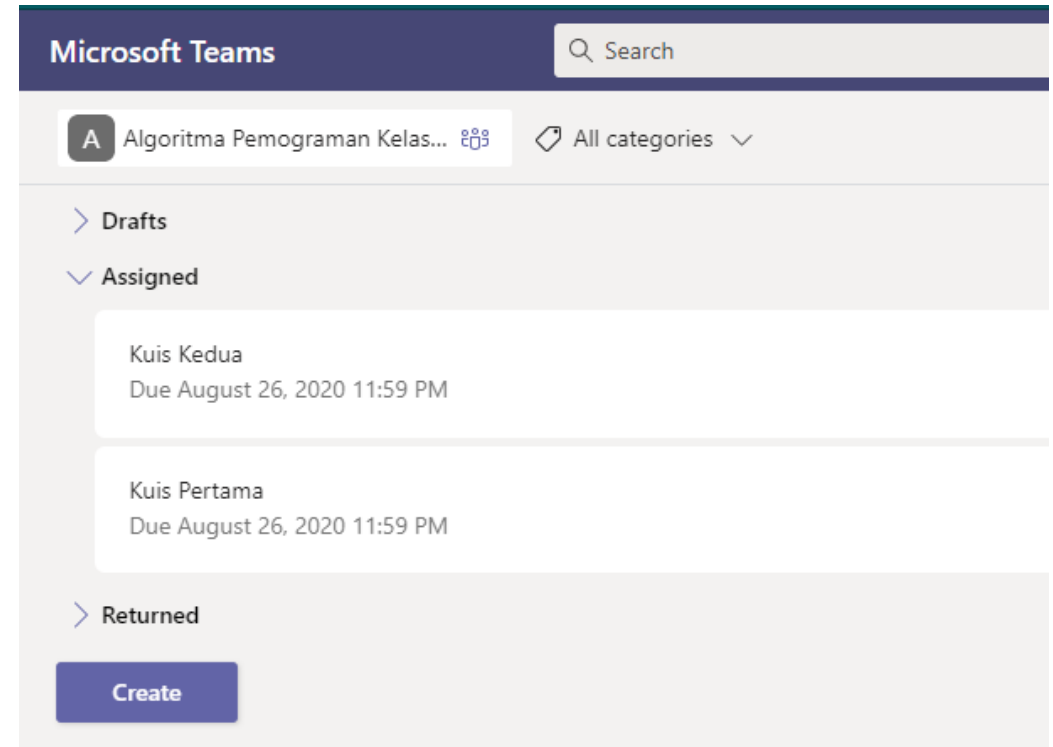 Microsoft Teams
Search
A Algoritma Pemograman Kelas... All categories
Drafts
Assigned
Kuis Kedua
Due August 26, 2020 11:59 PM
Kuis Pertama
Due August 26, 2020 11:59 PM
Returned
Create